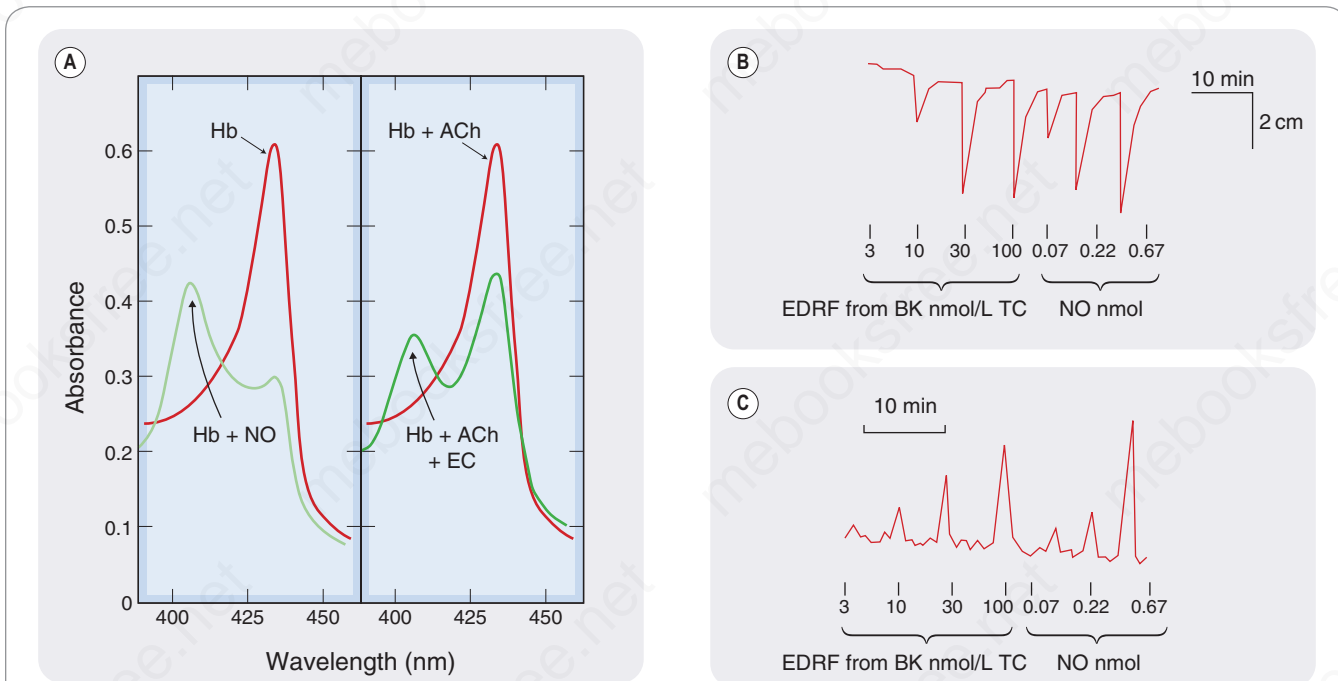 A
Hb
Hb + ACh
0.6
0.5
0.4
0.3
0.2
0.1
0
Absorbance
Hb + NO
Hb + ACh
+ EC
400 425 450 400 425 450
Wavelength (nm)
B
10 min
2 cm
3 10 30 100 0.07 0.22 0.67
EDRF from BK nmol/L TC NO nmol
C
10 min
3 10 30 100 0.07 0.22 0.67
EDRF from BK nmol/L TC NO nmol
mebooksfree.net